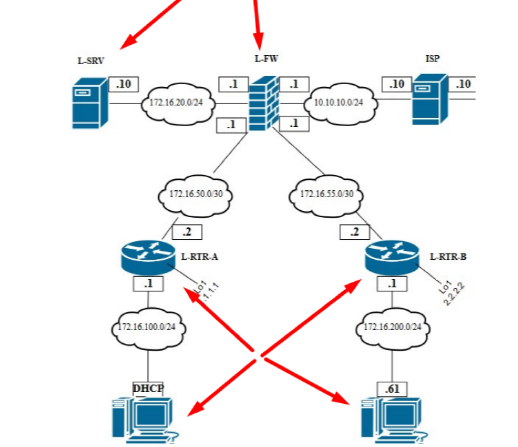 L-SRV
L-FW
ISP
.10
172.16.20.0/24
.1
.1
10.10.10.0/24
.10
.10
.1
.1
172.16.50.0/30
172.16.55.0/30
.2
.2
L-RTR-A
L-RTR-B
Lo1
.1.1.1
Lo1
2.2.2.2
.1
.1
172.16.100.0/24
172.16.200.0/24
DHCP
.61